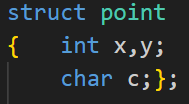 struct point
{   int x,y;
    char c;};